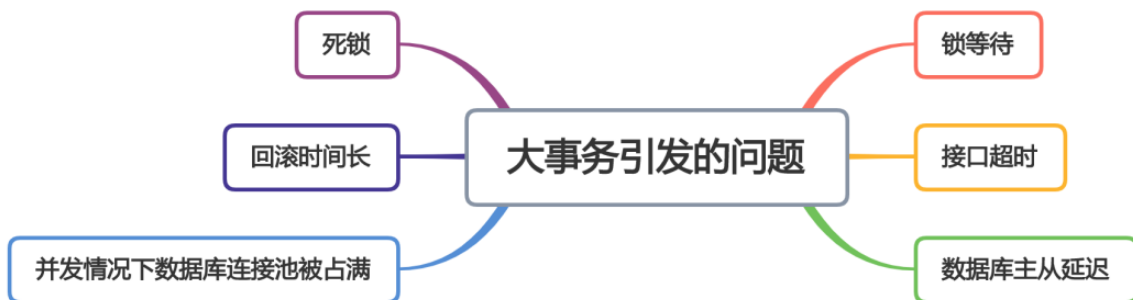 死锁
锁等待
大事务引发的问题
回滚时间长
接口超时
并发情况下数据库连接池被占满
数据库主从延迟